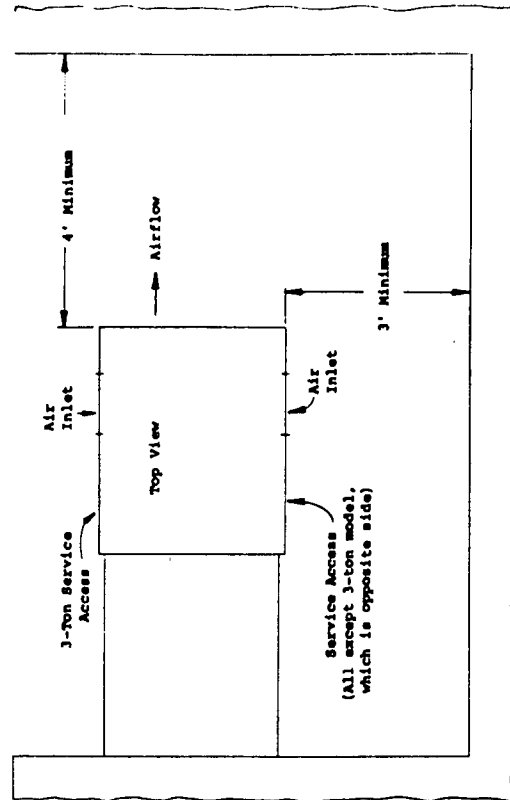 4' Minimum
Airflow
Air
Inlet
3-Ton Service
Access
Top View
3' Minimum
Air
Inlet
Service Access
(All except 3-ton model,
which is opposite side)